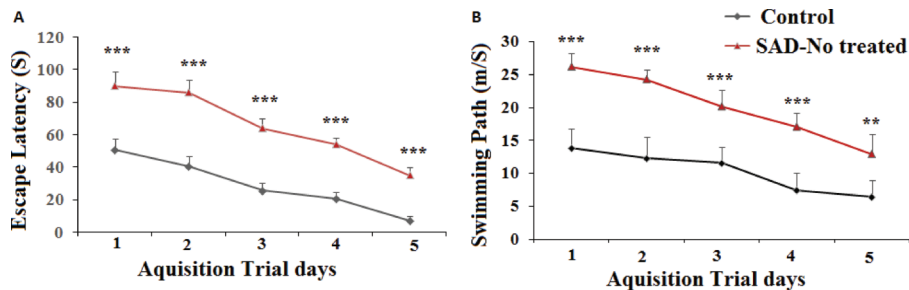 A
Escape Latency (S)
120
100
80
60
40
20
0
***
***
***
***
***
1 2 3 4 5
Aquisition Trial days
B
Control
SAD-No treated
Swimming Path (m/S)
30
25
20
15
10
5
0
***
***
***
***
**
1 2 3 4 5
Aquisition Trial days